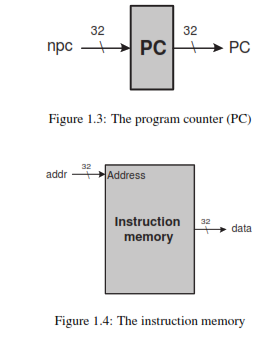 32 32
npc PC PC
Figure 1.3: The program counter (PC)
32
addr Address
Instruction 32
memory data
Figure 1.4: The instruction memory